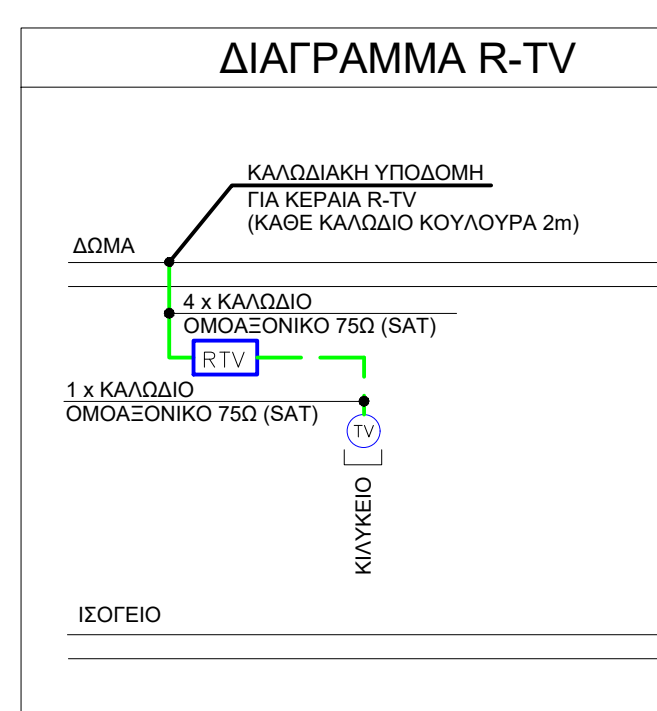 ΔΙΑΓΡΑΜΜΑ R-TV
ΚΑΛΩΔΙΑΚΗ ΥΠΟΔΟΜΗ
ΓΙΑ ΚΕΡΑΙΑ R-TV
(ΚΑΘΕ ΚΑΛΩΔΙΟ ΚΟΥΛΟΥΡΑ 2m)
ΔΩΜΑ
4 x ΚΑΛΩΔΙΟ
ΟΜΟΑΞΟΝΙΚΟ 75Ω (SAT)
RTV
1 x ΚΑΛΩΔΙΟ
ΟΜΟΑΞΟΝΙΚΟ 75Ω (SAT)
TV
ΚΙΛΥΚΕΙΟ
ΙΣΟΓΕΙΟ